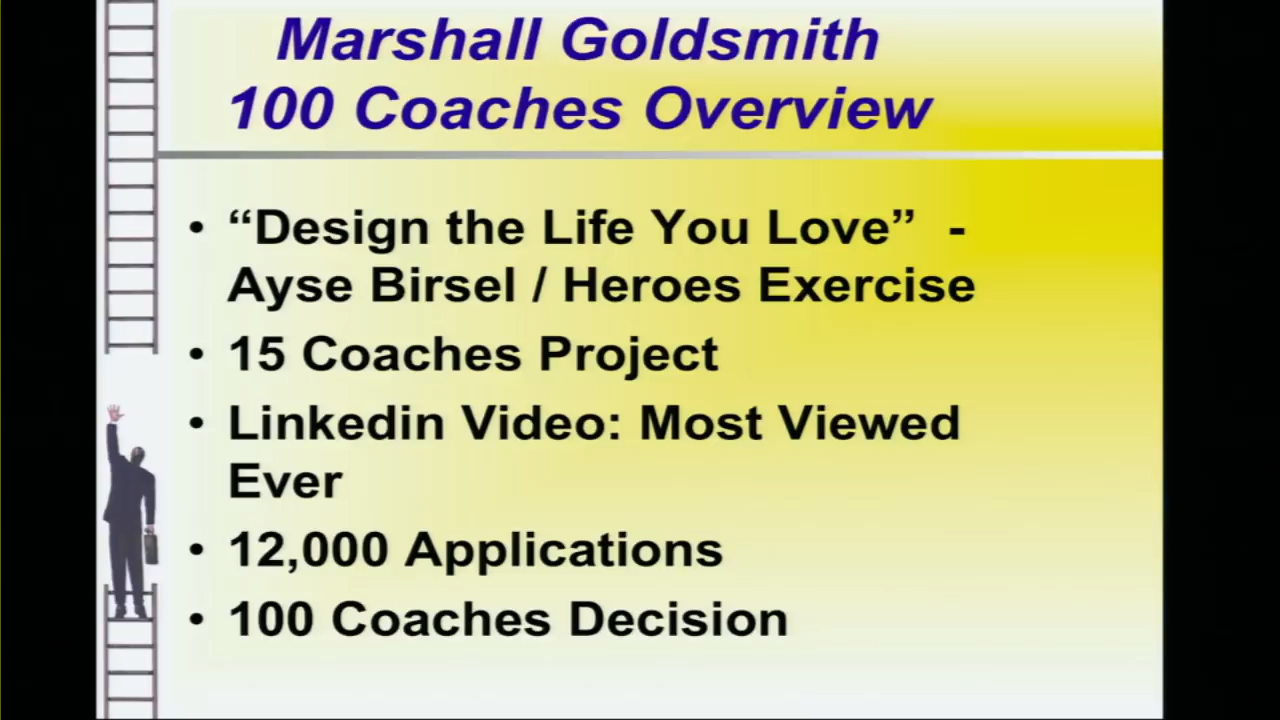 Marshall Goldsmith
100 Coaches Overview
• “Design the Life You Love” -
Ayse Birsel / Heroes Exercise
• 15 Coaches Project
• Linkedin Video: Most Viewed
Ever
• 12,000 Applications
• 100 Coaches Decision